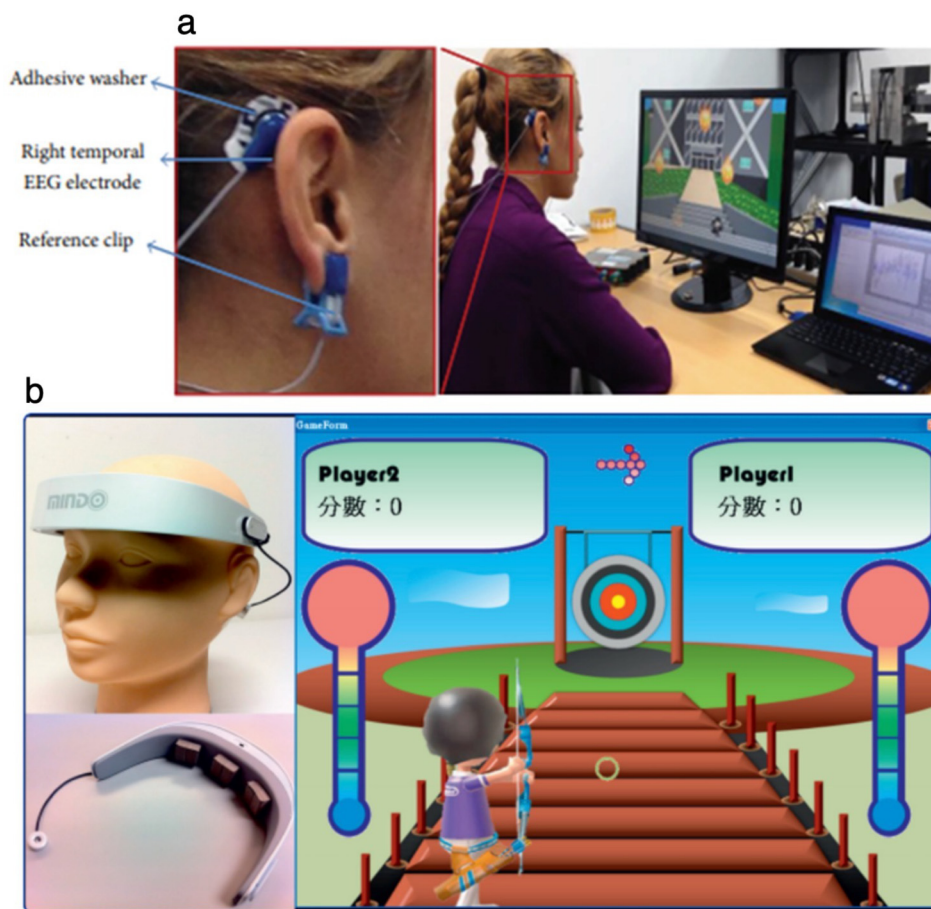 a
Adhesive washer
Right temporal
EEG electrode
Reference clip
b
MINDO
GameForm
Player2
分數：0
Player1
分數：0